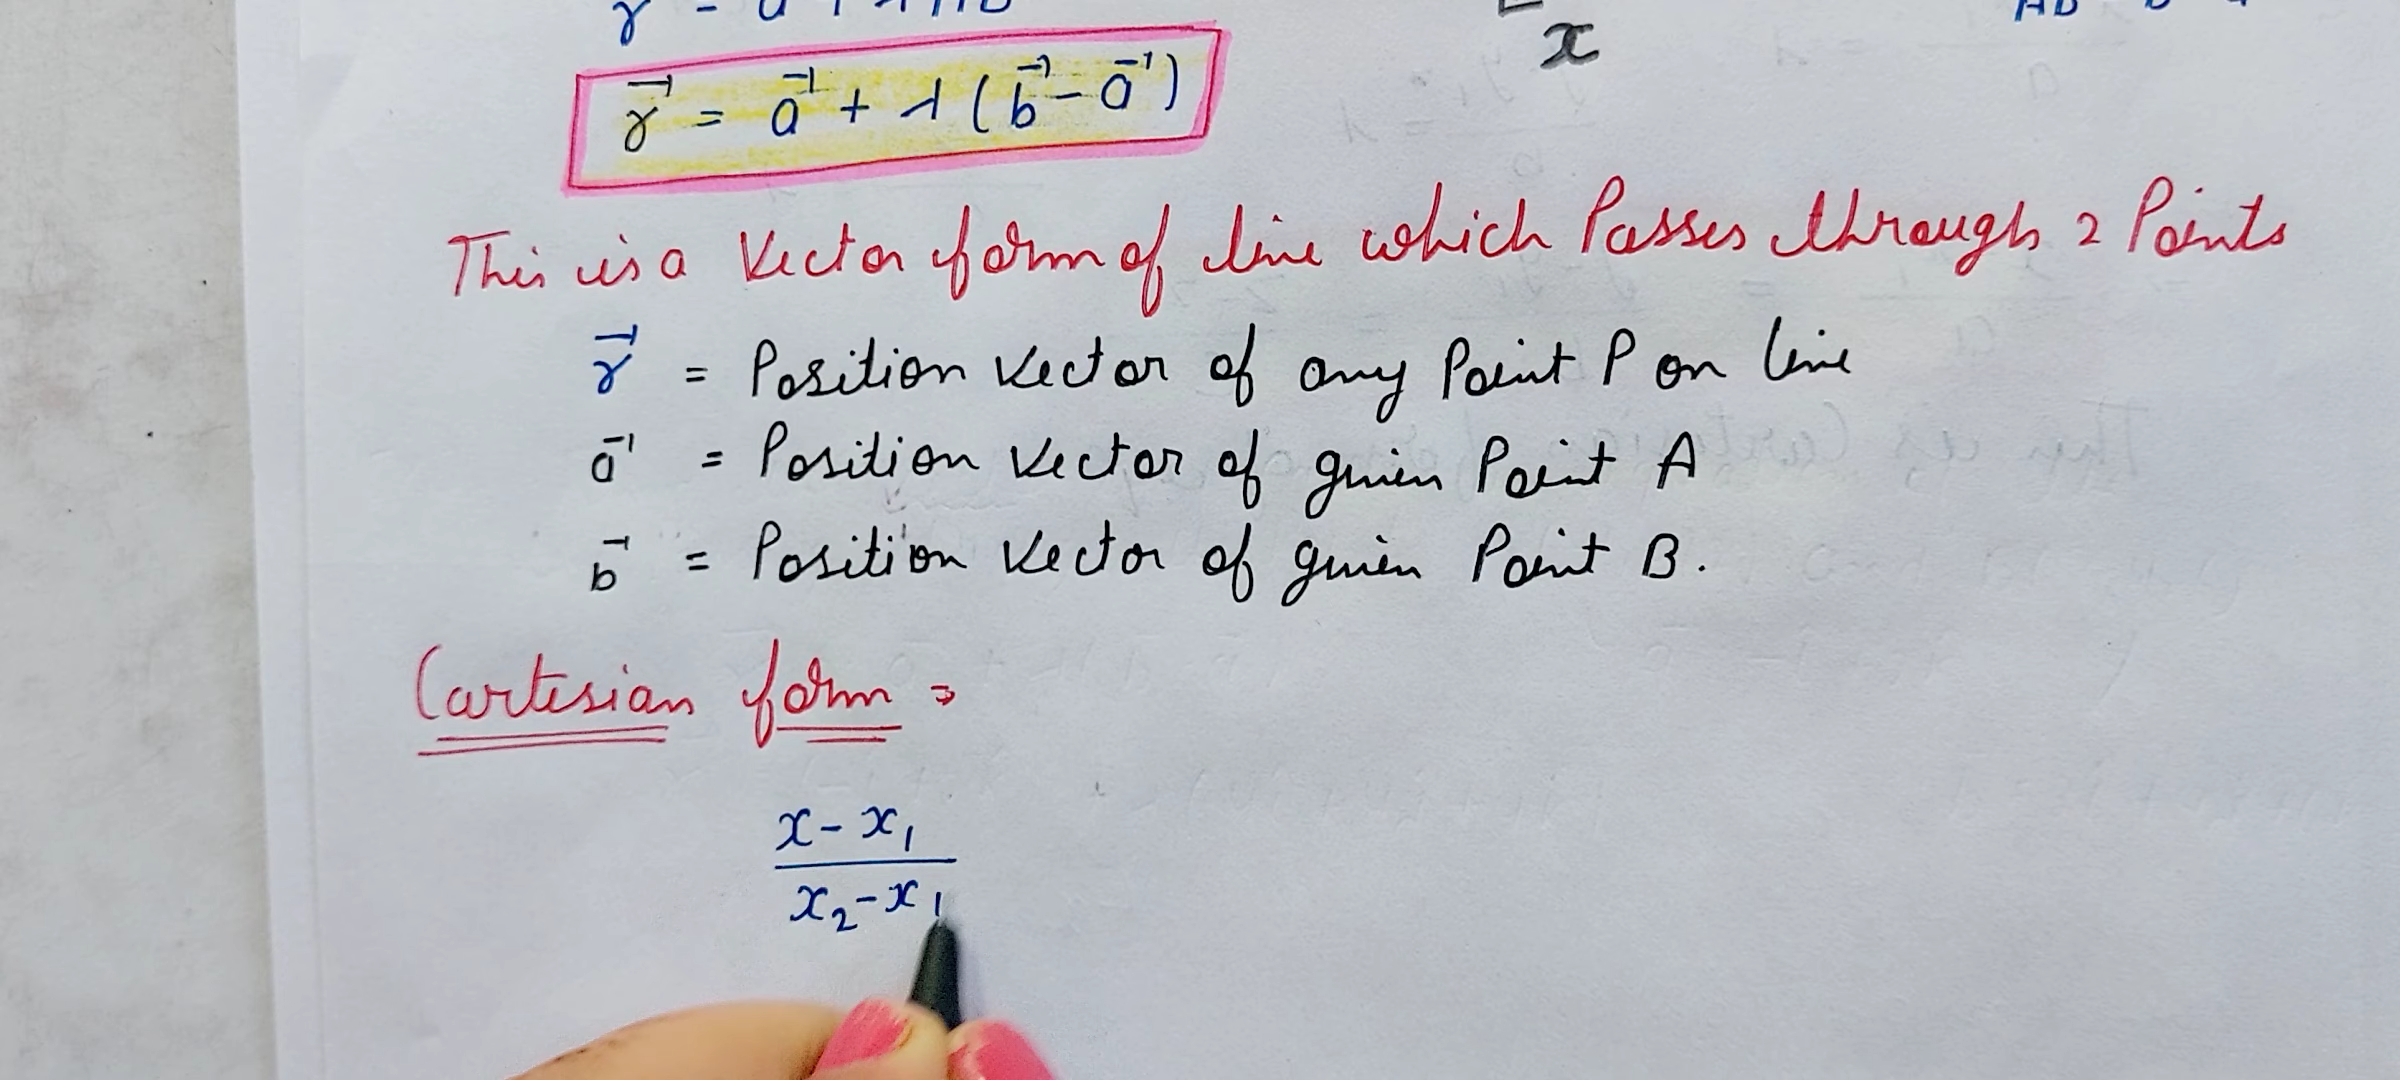 x
r⃗ = a⃗ + λ ( b⃗ - a⃗ )
This is a Vector form of line which Passes through 2 Points
r⃗ = Position Vector of any Point P on line
a⃗ = Position Vector of given Point A
b⃗ = Position Vector of given Point B.
Cartesian form =
x - x₁
x₂ - x₁